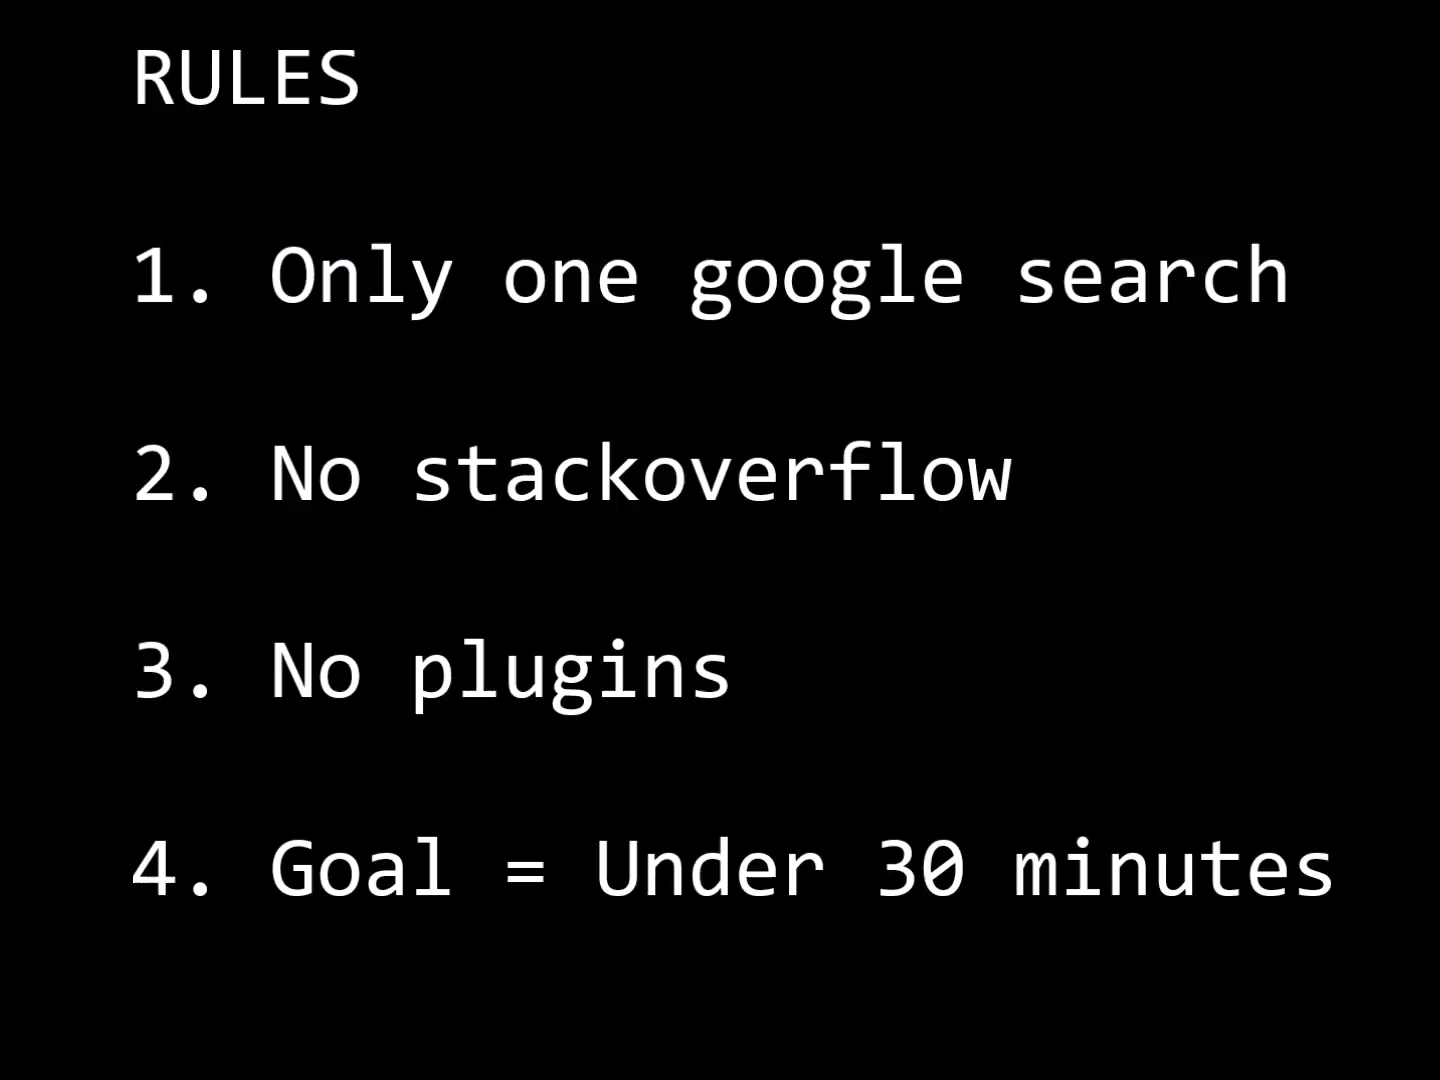 RULES
1. Only one google search
2. No stackoverflow
3. No plugins
4. Goal = Under 30 minutes